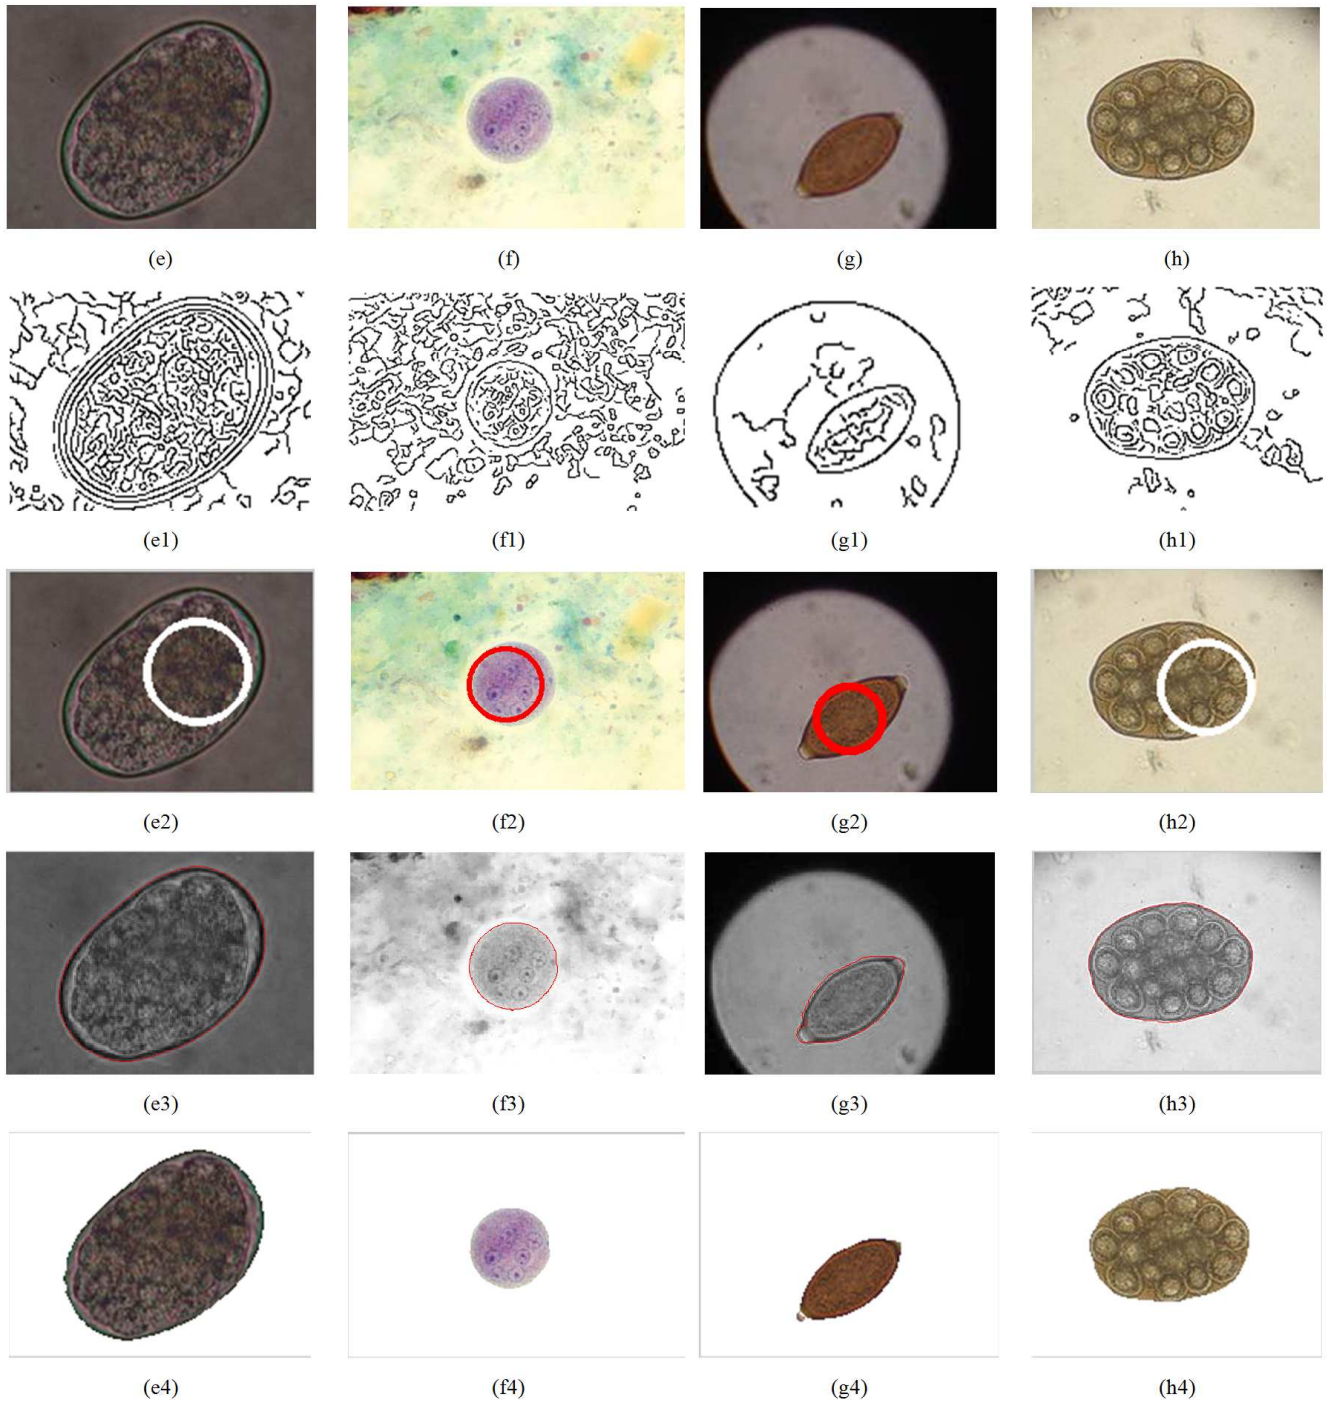 (e) (f) (g) (h)
(e1) (f1) (g1) (h1)
(e2) (f2) (g2) (h2)
(e3) (f3) (g3) (h3)
(e4) (f4) (g4) (h4)